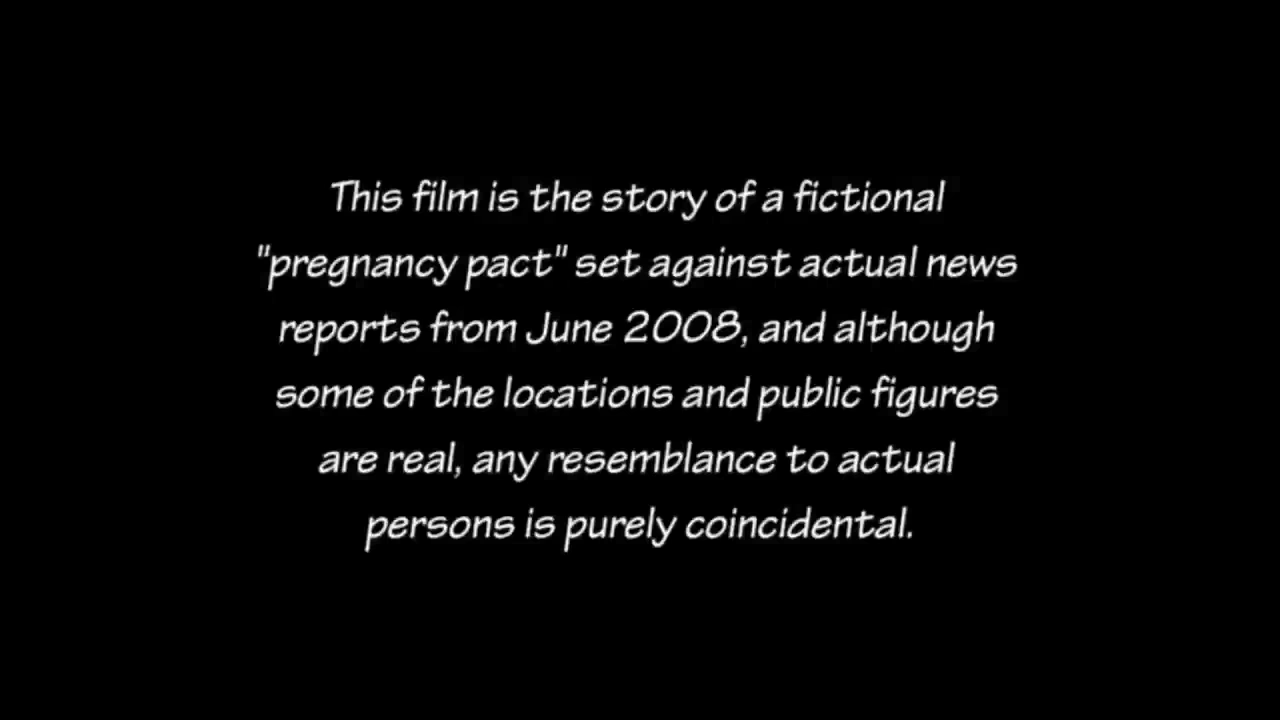 This film is the story of a fictional
"pregnancy pact" set against actual news
reports from June 2008, and although
some of the locations and public figures
are real, any resemblance to actual
persons is purely coincidental.